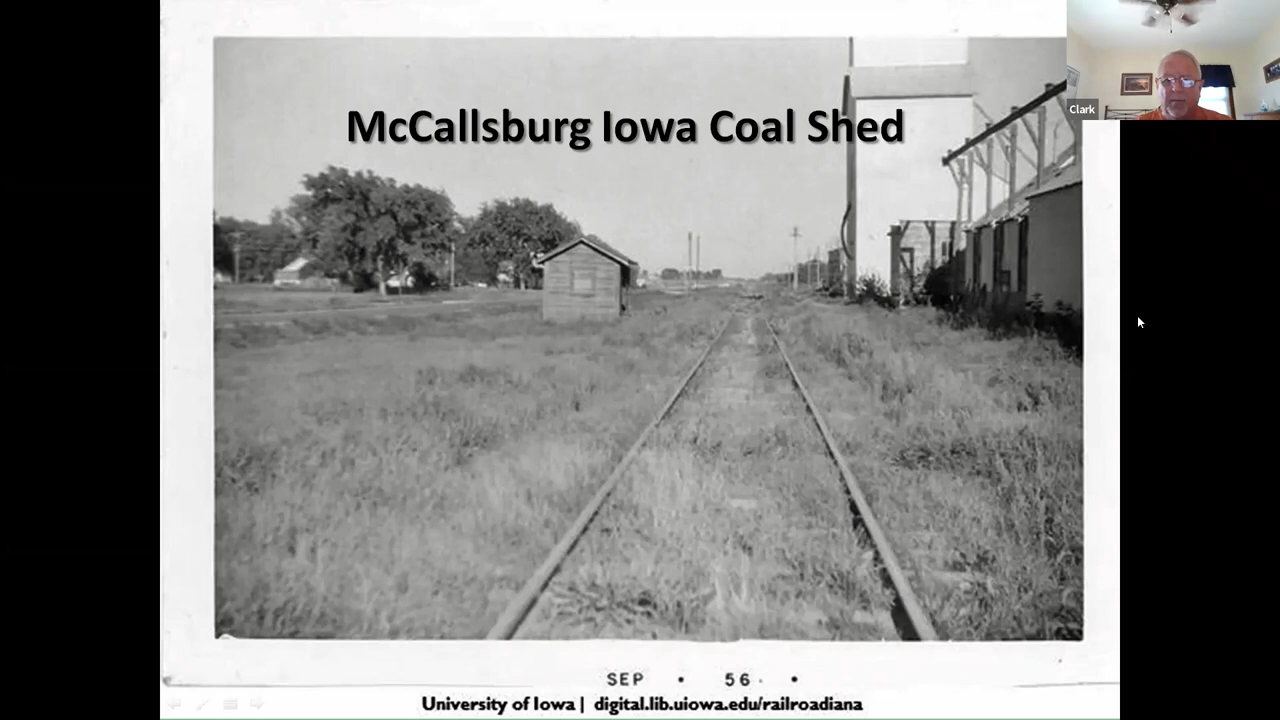 McCallsburg Iowa Coal Shed
Clark
SEP • 56 • •
University of Iowa | digital.lib.uiowa.edu/railroadiana